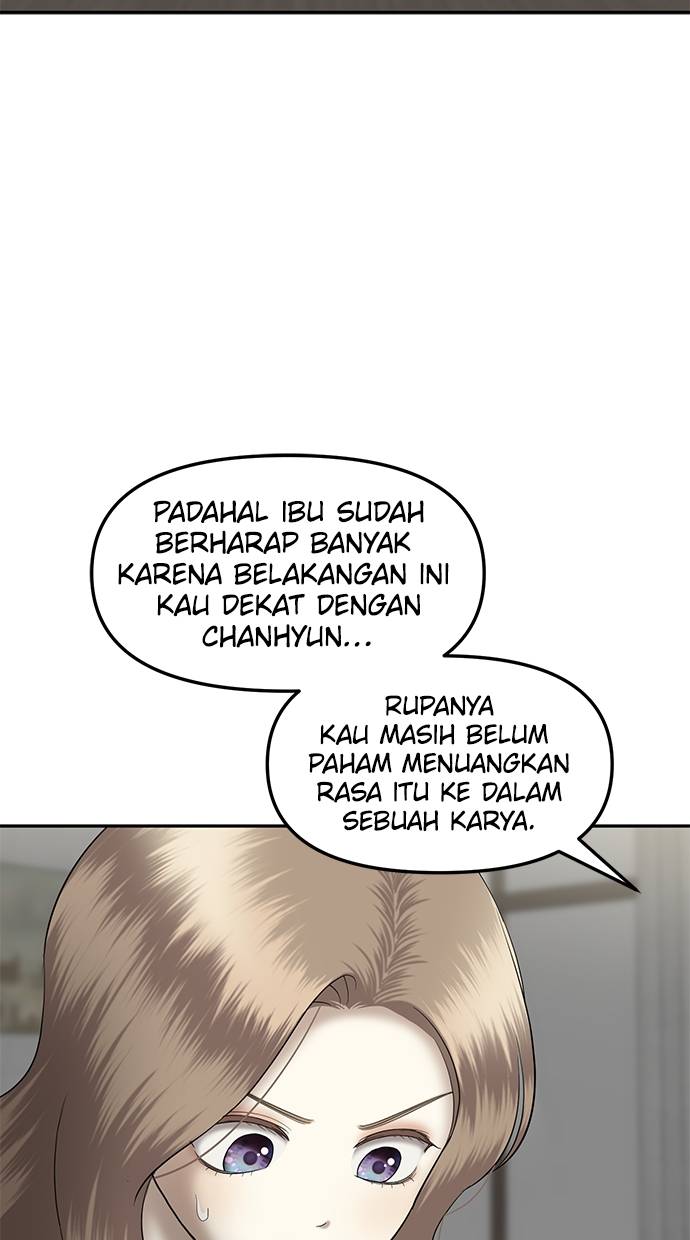 PADAHAL IBU SUDAH
BERHARAP BANYAK
KARENA BELAKANGAN INI
KAU DEKAT DENGAN
CHANHYUN...
RUPANYA
KAU MASIH BELUM
PAHAM MENUANGKAN
RASA ITU KE DALAM
SEBUAH KARYA.